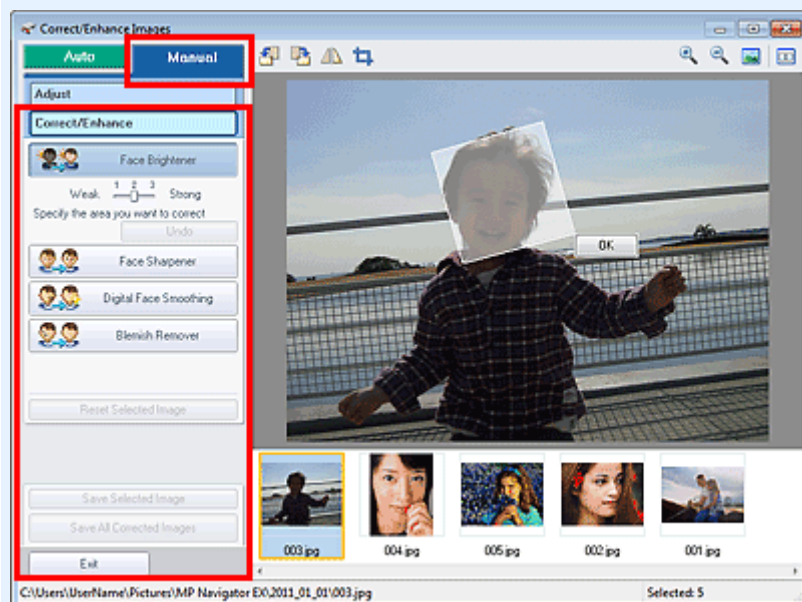 Correct/Enhance Images
Auto
Manual
Adjust
Correct/Enhance
Face Brightener
1 2 3
Weak Strong
Specify the area you want to correct
Undo
Face Sharpener
Digital Face Smoothing
Blemish Remover
Reset Selected Image
Save Selected Image
Save All Corrected Images
Exit
OK
003.jpg
004.jpg
005.jpg
002.jpg
001.jpg
C:\Users\UserName\Pictures\MP Navigator EX\2011_01_01\003.jpg
Selected: 5